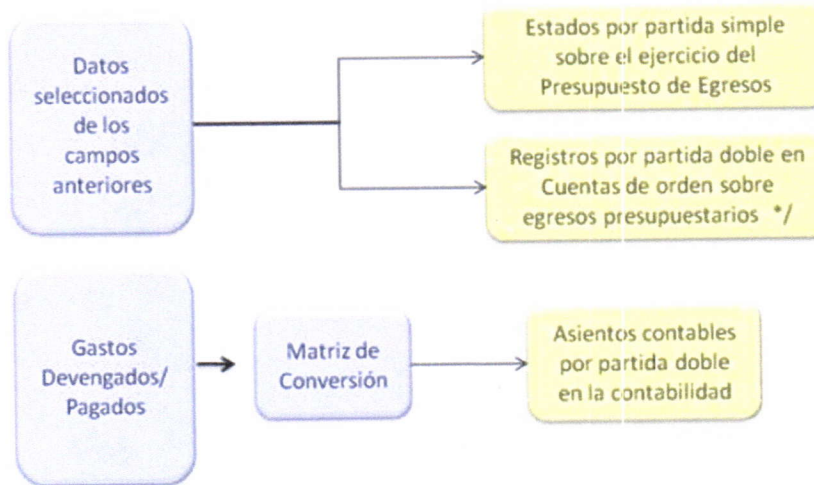 Datos
seleccionados
de los
campos
anteriores
Estados por partida simple
sobre el ejercicio del
Presupuesto de Egresos
Registros por partida doble en
Cuentas de orden sobre
egresos presupuestarios */
Gastos
Devengados/
Pagados
Matriz de
Conversión
Asientos contables
por partida doble
en la contabilidad